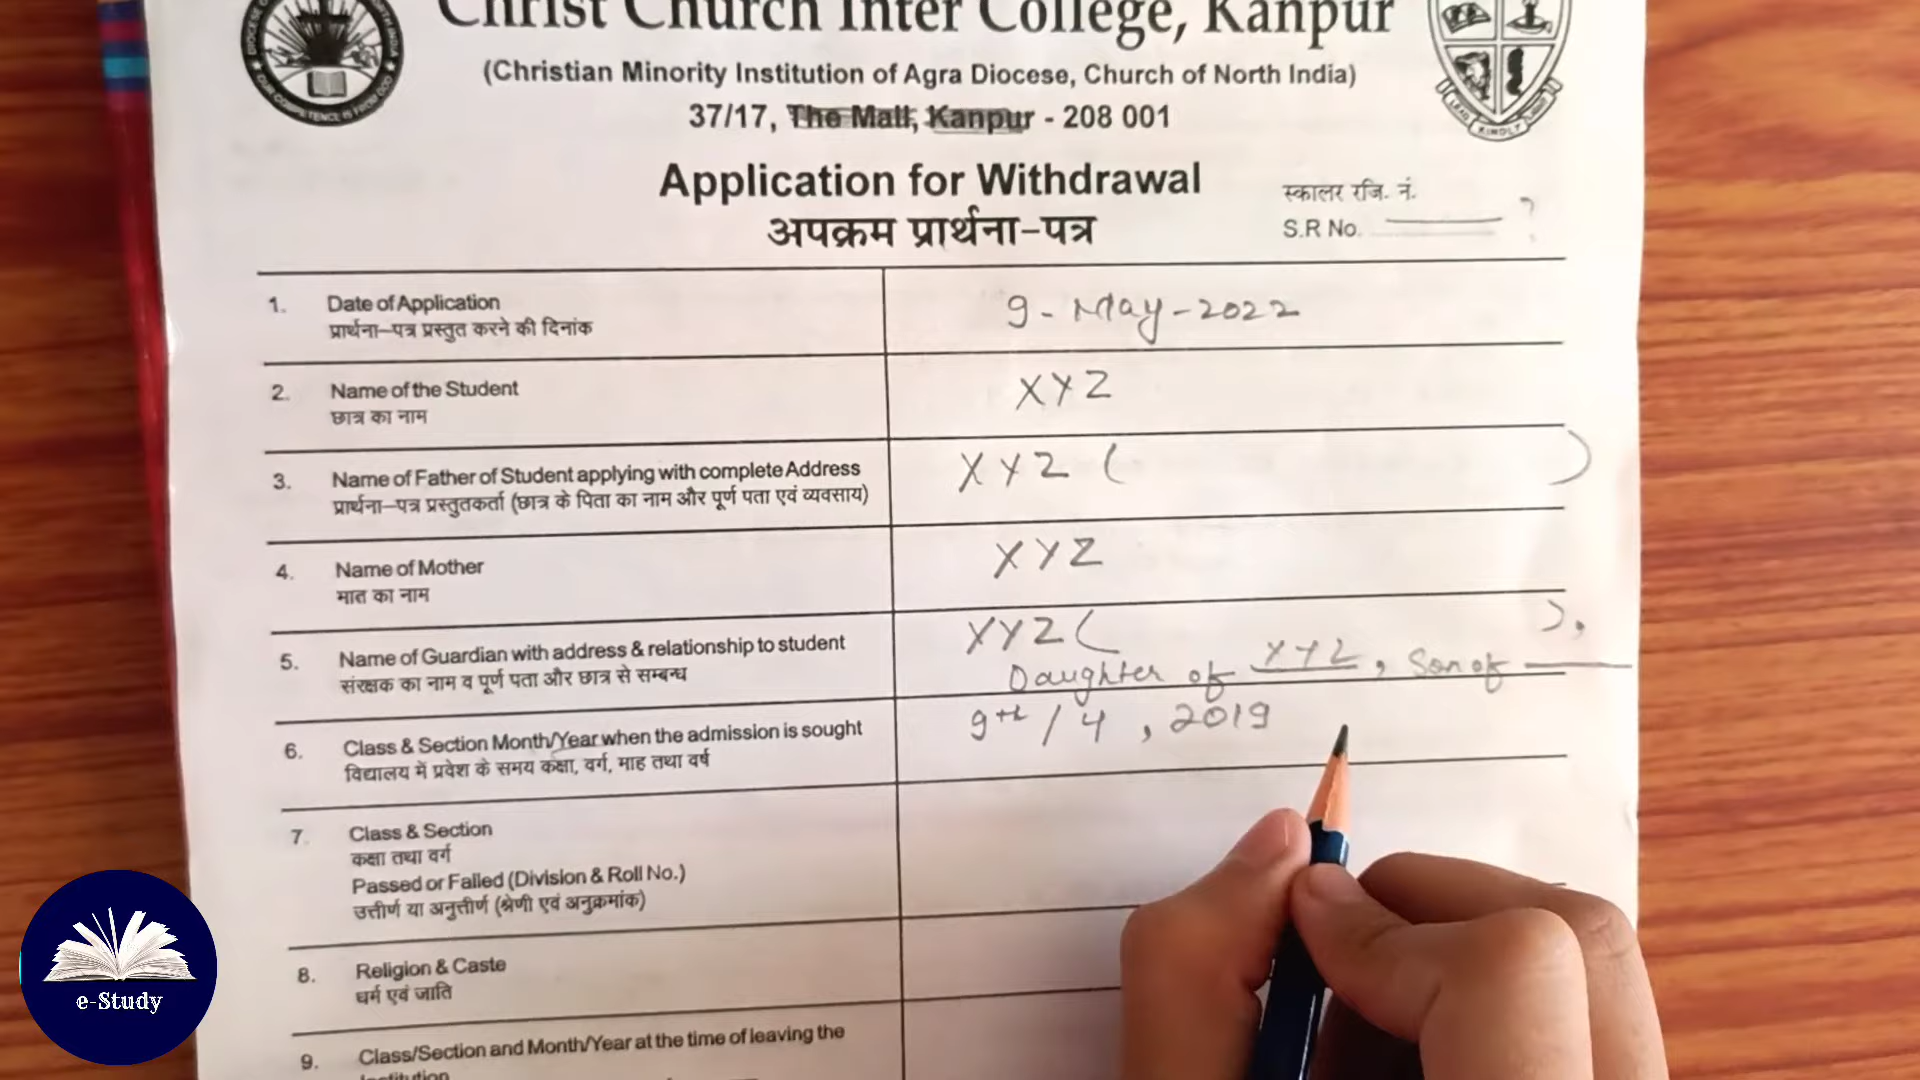 Christ Church Inter College, Kanpur
(Christian Minority Institution of Agra Diocese, Church of North India)
37/17, The Mall, Kanpur - 208 001
Application for Withdrawal
अपक्रम प्रार्थना-पत्र
स्कालर रजि. नं.
S.R No. ?
1. Date of Application 9-May-2022
प्रार्थना-पत्र प्रस्तुत करने की दिनांक
2. Name of the Student XYZ
छात्र का नाम
3. Name of Father of Student applying with complete Address XYZ ( )
प्रार्थना-पत्र प्रस्तुतकर्ता (छात्र के पिता का नाम और पूर्ण पता एवं व्यवसाय)
4. Name of Mother XYZ
मात का नाम
5. Name of Guardian with address & relationship to student XYZ ( ),
संरक्षक का नाम व पूर्ण पता और छात्र से सम्बन्ध Daughter of XYZ, Son of
6. Class & Section Month/Year when the admission is sought 9th / 4 , 2019
विद्यालय में प्रवेश के समय कक्षा, वर्ग, माह तथा वर्ष
7. Class & Section
कक्षा तथा वर्ग
Passed or Failed (Division & Roll No.)
उत्तीर्ण या अनुत्तीर्ण (श्रेणी एवं अनुक्रमांक)
8. Religion & Caste
धर्म एवं जाति
9. Class/Section and Month/Year at the time of leaving the
Institution
e-Study